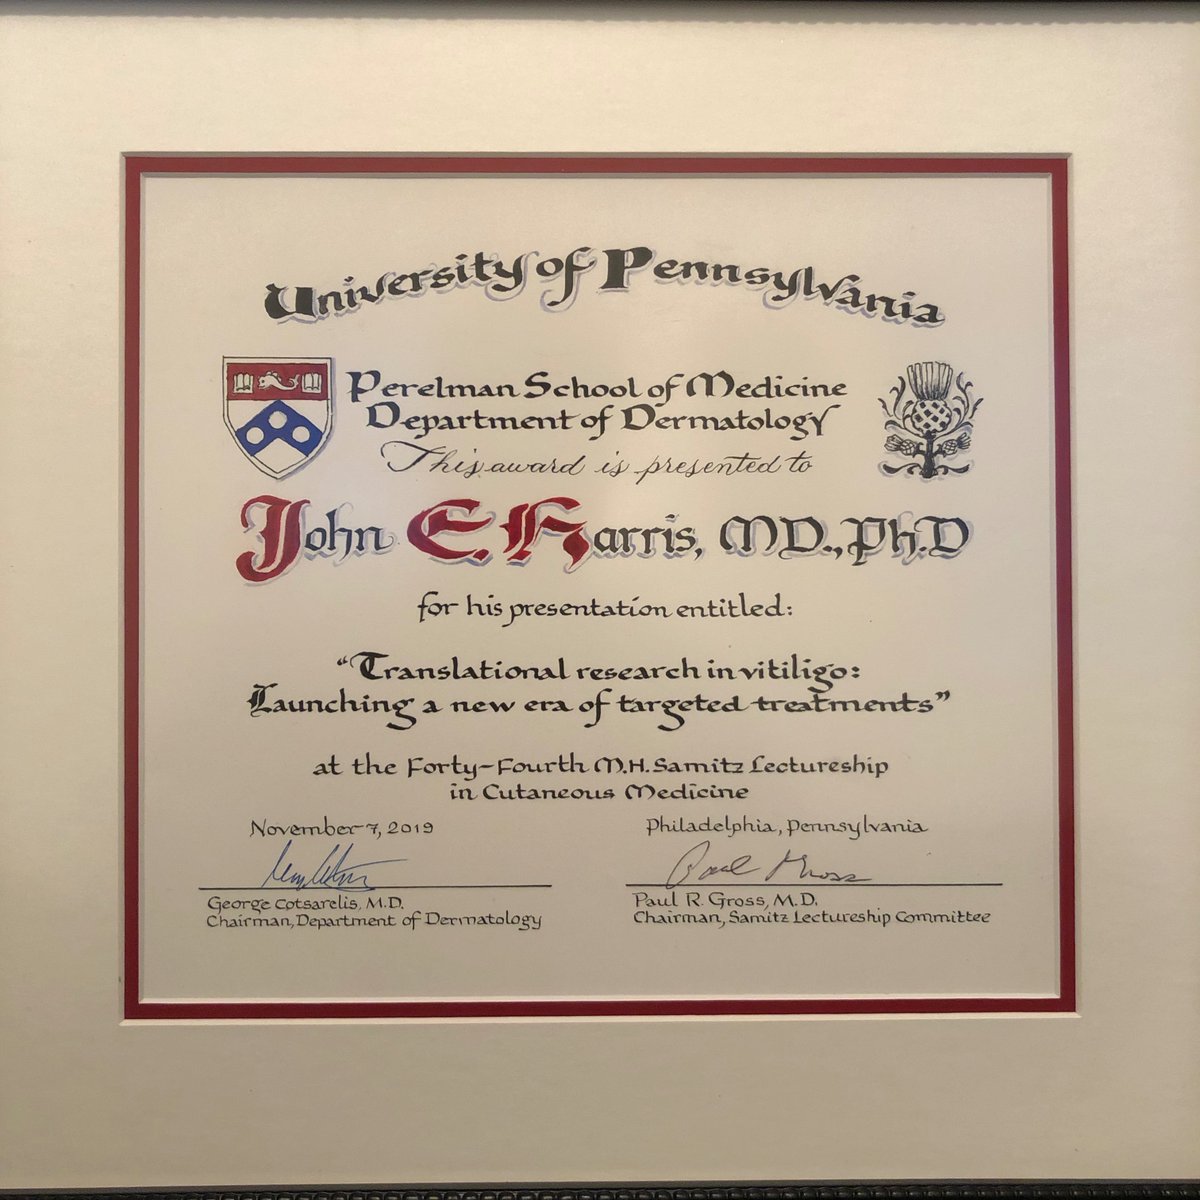 University of Pennsylvania
Perelman School of Medicine
Department of Dermatology
This award is presented to
John E. Harris, MD., Ph.D
for his presentation entitled:
“Translational research in vitiligo:
Launching a new era of targeted treatments”
at the Forty-Fourth M.H. Samitz Lectureship
in Cutaneous Medicine
November 7, 2019
Philadelphia, Pennsylvania
Paul Gross
George Cotsarelis, M.D.
Chairman, Department of Dermatology
Paul R. Gross, M.D.
Chairman, Samitz Lectureship Committee